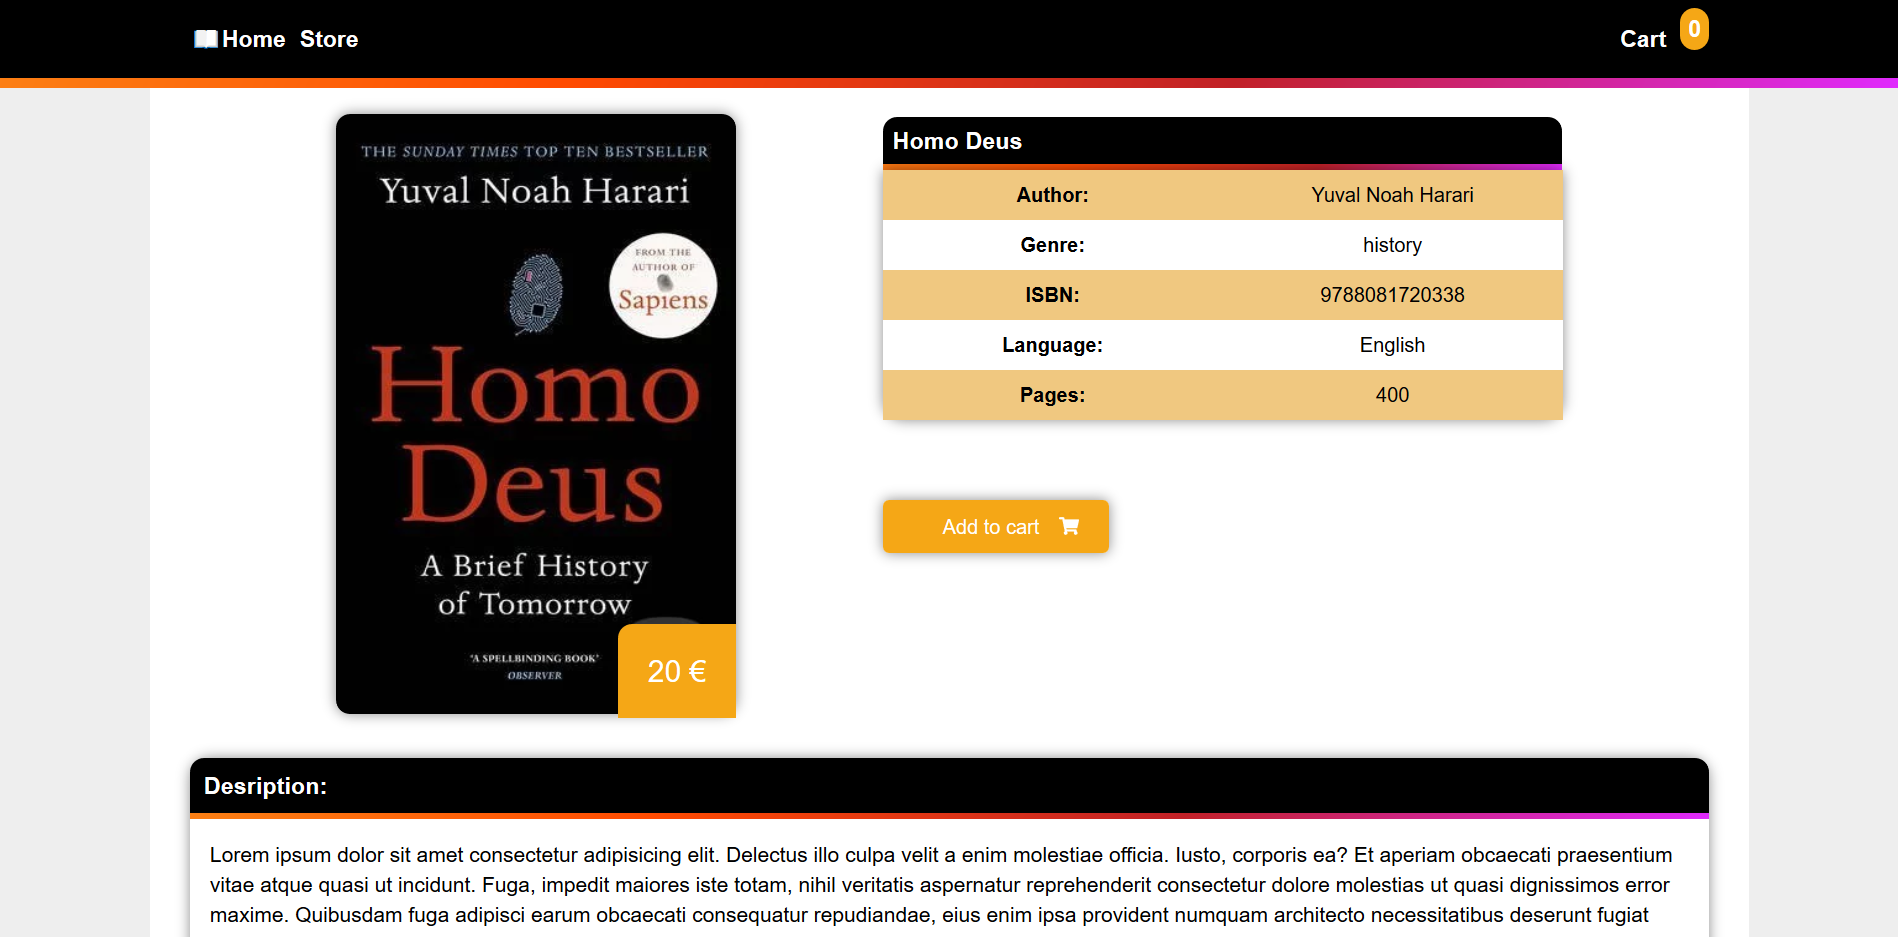 Home Store
Cart 0
THE SUNDAY TIMES TOP TEN BESTSELLER
Yuval Noah Harari
FROM THE
AUTHOR OF
Sapiens
Homo
Deus
A Brief History
of Tomorrow
'A SPELLBINDING BOOK'
OBSERVER
20 €
Homo Deus
Author: Yuval Noah Harari
Genre: history
ISBN: 9788081720338
Language: English
Pages: 400
Add to cart
Desription:
Lorem ipsum dolor sit amet consectetur adipisicing elit. Delectus illo culpa velit a enim molestiae officia. Iusto, corporis ea? Et aperiam obcaecati praesentium
vitae atque quasi ut incidunt. Fuga, impedit maiores iste totam, nihil veritatis aspernatur reprehenderit consectetur dolore molestias ut quasi dignissimos error
maxime. Quibusdam fuga adipisci earum obcaecati consequatur repudiandae, eius enim ipsa provident numquam architecto necessitatibus deserunt fugiat